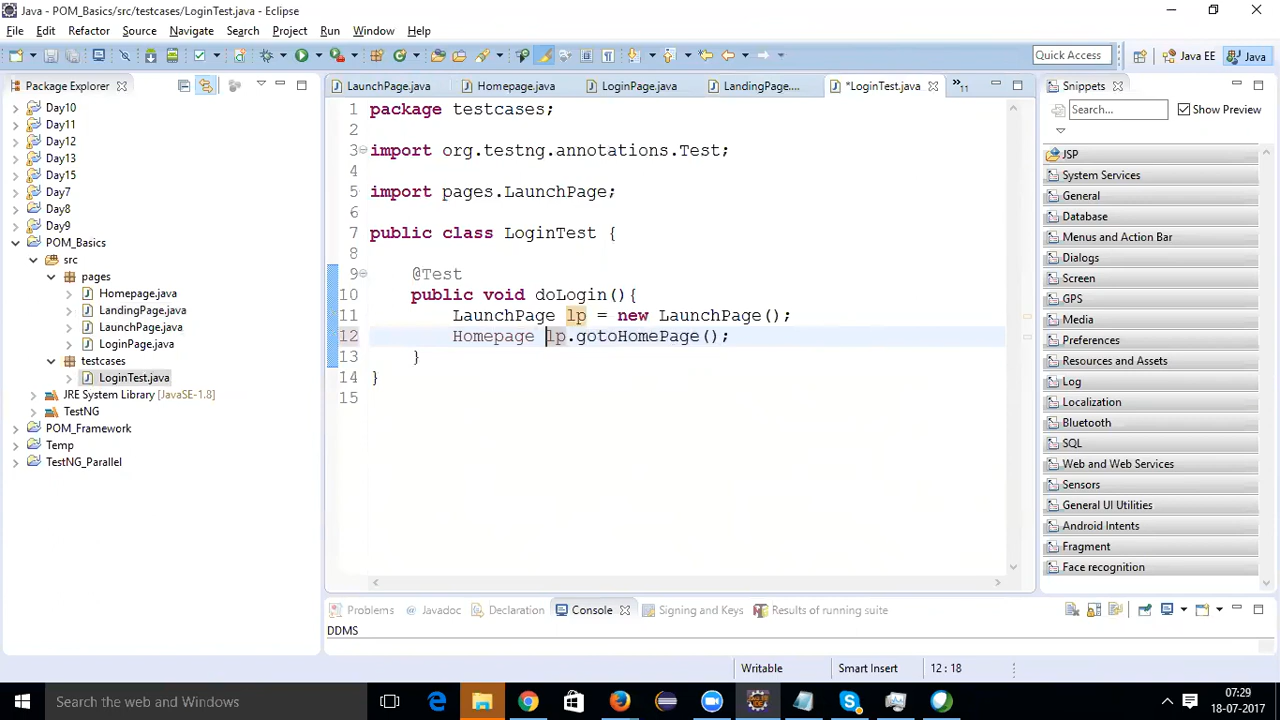 Java - POM_Basics/src/testcases/LoginTest.java - Eclipse
File Edit Refactor Source Navigate Search Project Run Window Help
Quick Access Java EE Java
Package Explorer
Day10
Day11
Day12
Day13
Day15
Day7
Day8
Day9
POM_Basics
src
pages
Homepage.java
LandingPage.java
LaunchPage.java
LoginPage.java
testcases
LoginTest.java
JRE System Library [JavaSE-1.8]
TestNG
POM_Framework
Temp
TestNG_Parallel
LaunchPage.java Homepage.java LoginPage.java LandingPage.... *LoginTest.java »11
1 package testcases;
2
3 import org.testng.annotations.Test;
4
5 import pages.LaunchPage;
6
7 public class LoginTest {
8
9 @Test
10 public void doLogin(){
11 LaunchPage lp = new LaunchPage();
12 Homepage lp.gotoHomePage();
13 }
14 }
15
Snippets
Search... Show Preview
JSP
System Services
General
Database
Menus and Action Bar
Dialogs
Screen
GPS
Media
Preferences
Resources and Assets
Log
Localization
Bluetooth
SQL
Web and Web Services
Sensors
General UI Utilities
Android Intents
Fragment
Face recognition
Problems @ Javadoc Declaration Console Signing and Keys Results of running suite
DDMS
Writable Smart Insert 12 : 18
Search the web and Windows
07:29
18-07-2017